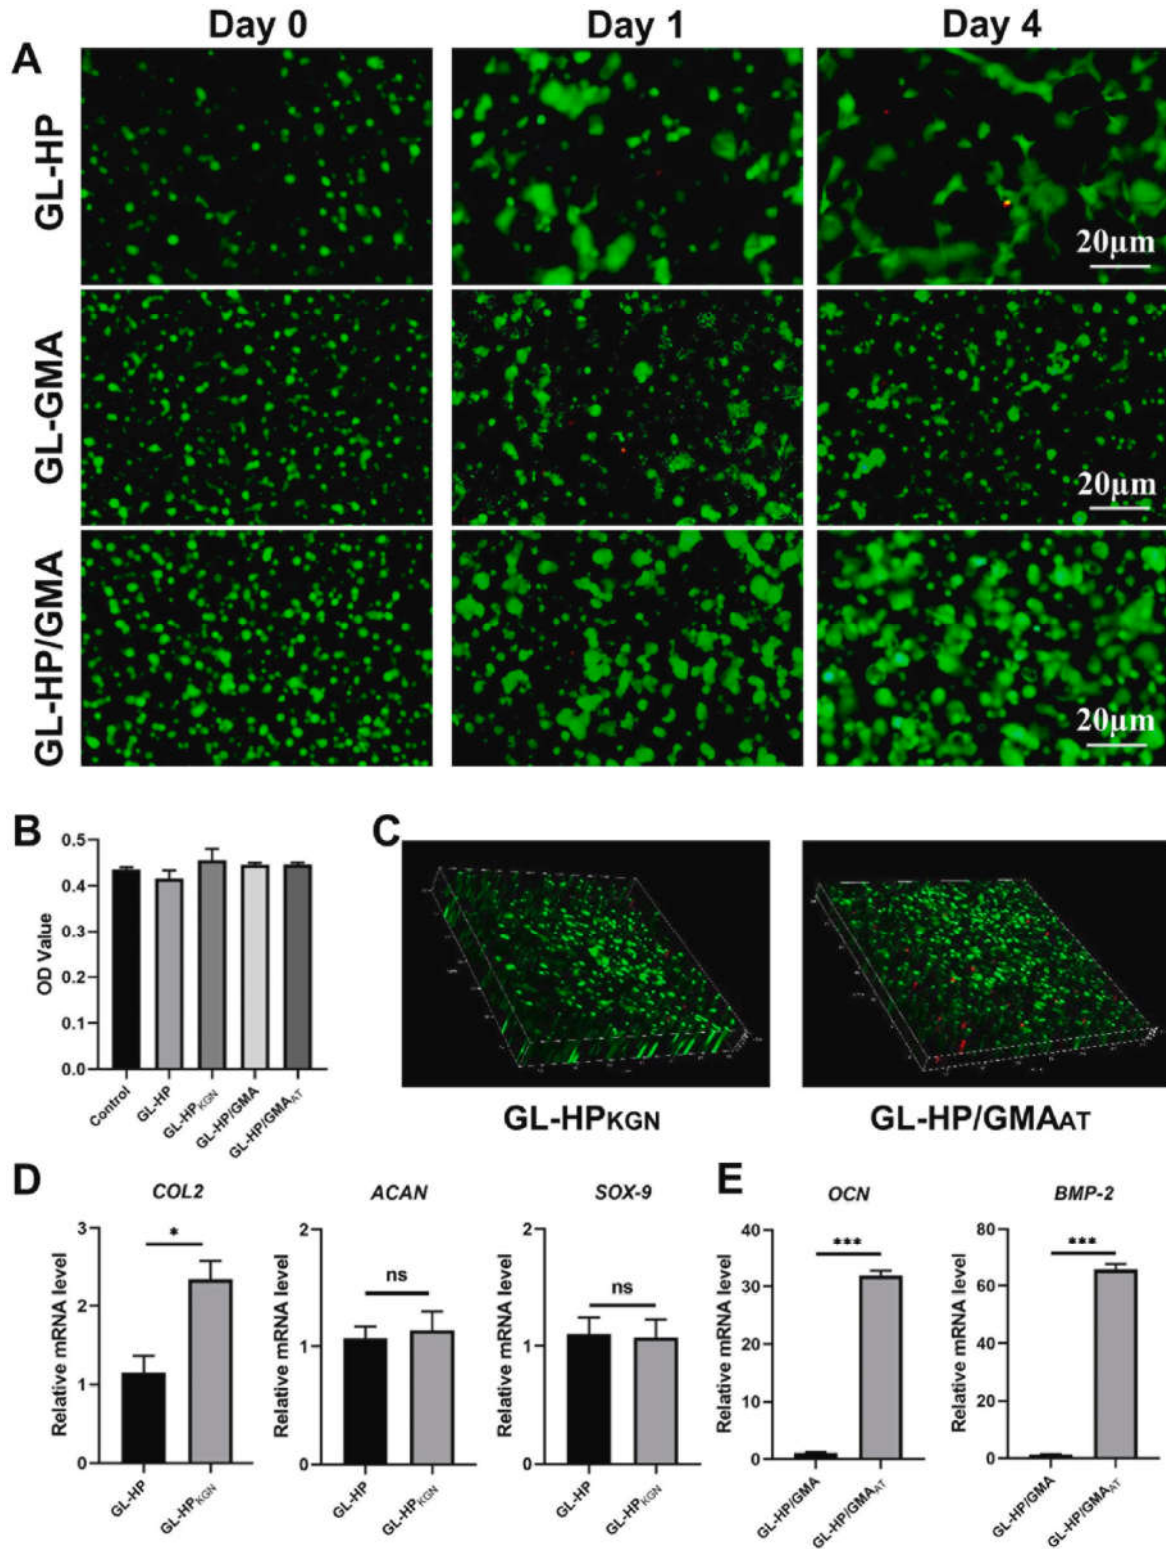 Day 0 Day 1 Day 4
A
GL-HP
20μm
GL-GMA
20μm
GL-HP/GMA
20μm
B
OD Value
0.5
0.4
0.3
0.2
0.1
0.0
Control
GL-HP
GL-HPKGN
GL-HP/GMA
GL-HP/GMAAT
C
GL-HPKGN
GL-HP/GMAAT
D
COL2
Relative mRNA level
3
2
1
0
*
GL-HP
GL-HPKGN
ACAN
Relative mRNA level
2
1
0
ns
GL-HP
GL-HPKGN
SOX-9
Relative mRNA level
2
1
0
ns
GL-HP
GL-HPKGN
E
OCN
Relative mRNA level
40
30
20
10
0
***
GL-HP/GMA
GL-HP/GMAAT
BMP-2
Relative mRNA level
80
60
40
20
0
***
GL-HP/GMA
GL-HP/GMAAT